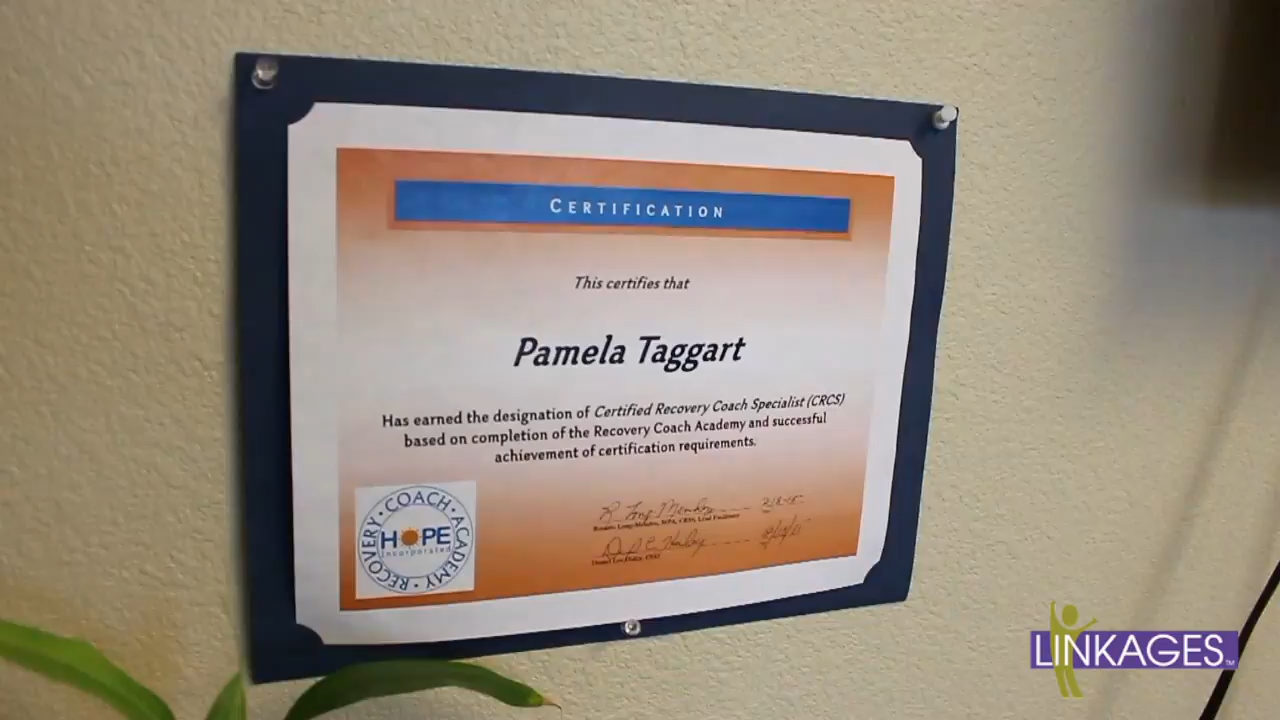 CERTIFICATION
This certifies that
Pamela Taggart
Has earned the designation of Certified Recovery Coach Specialist (CRCS)
based on completion of the Recovery Coach Academy and successful
achievement of certification requirements.
RECOVERY · COACH · ACADEMY ·
HOPE
Incorporated
LINKAGES™